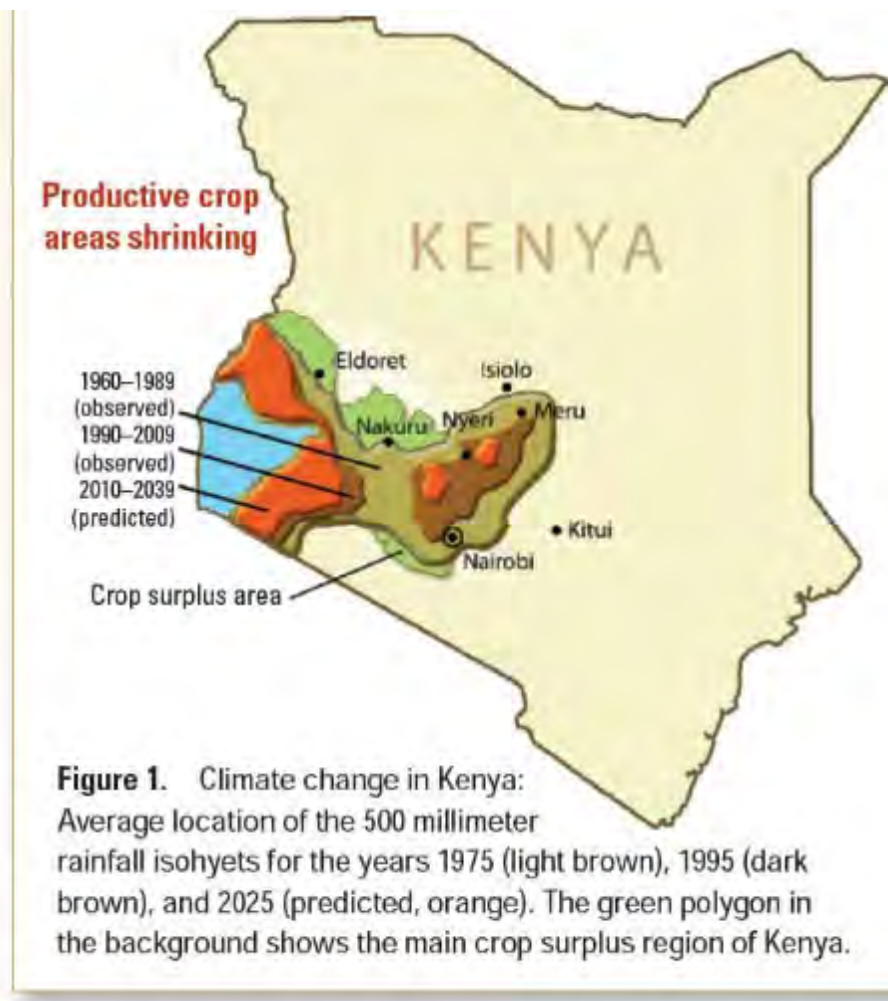 Productive crop
areas shrinking
KENYA
Eldoret
Isiolo
Nakuru
Nyeri
Meru
Kitui
Nairobi
1960–1989
(observed)
1990–2009
(observed)
2010–2039
(predicted)
Crop surplus area
Figure 1. Climate change in Kenya:
Average location of the 500 millimeter
rainfall isohyets for the years 1975 (light brown), 1995 (dark
brown), and 2025 (predicted, orange). The green polygon in
the background shows the main crop surplus region of Kenya.